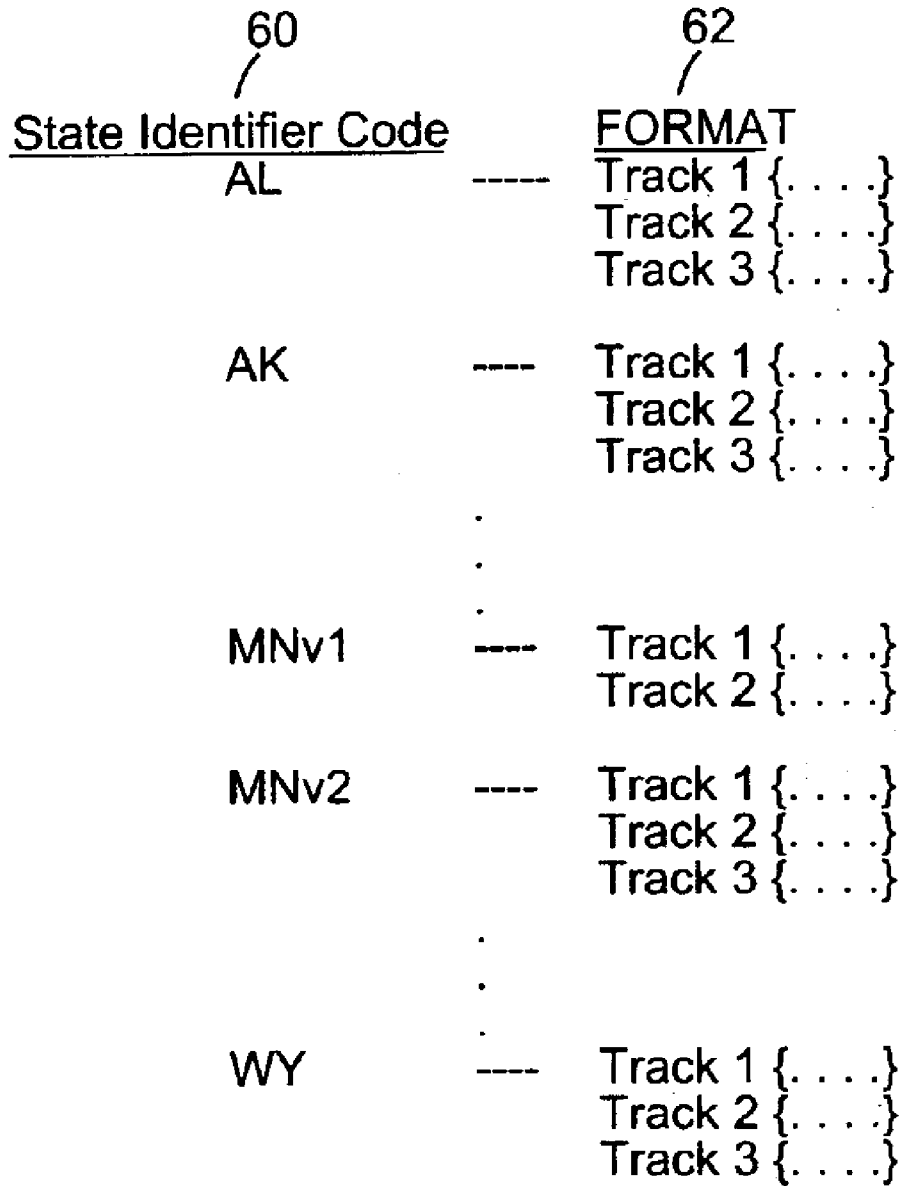 60 62
State Identifier Code FORMAT
AL ----- Track 1 {. . . .}
Track 2 {. . . .}
Track 3 {. . . .}
AK ---- Track 1 {. . . .}
Track 2 {. . . .}
Track 3 {. . . .}
.
.
.
MNv1 ---- Track 1 {. . . .}
Track 2 {. . . .}
MNv2 ---- Track 1 {. . . .}
Track 2 {. . . .}
Track 3 {. . . .}
.
.
.
WY ---- Track 1 {. . . .}
Track 2 {. . . .}
Track 3 {. . . .}